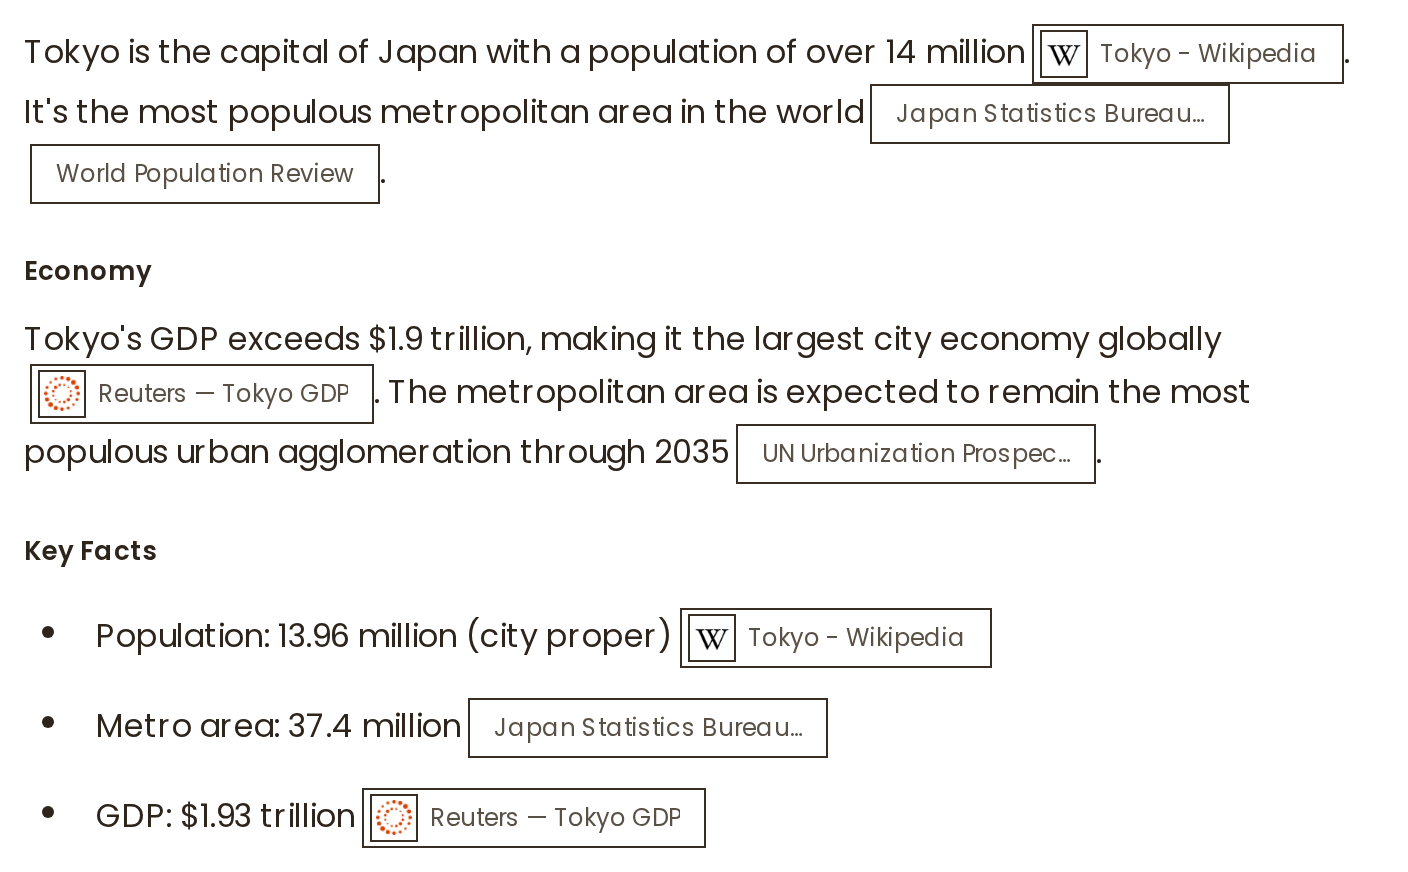 Tokyo is the capital of Japan with a population of over 14 million W Tokyo - Wikipedia .
It's the most populous metropolitan area in the world Japan Statistics Bureau...
World Population Review .
Economy
Tokyo's GDP exceeds $1.9 trillion, making it the largest city economy globally
Reuters — Tokyo GDP . The metropolitan area is expected to remain the most
populous urban agglomeration through 2035 UN Urbanization Prospec... .
Key Facts
• Population: 13.96 million (city proper) W Tokyo - Wikipedia
• Metro area: 37.4 million Japan Statistics Bureau...
• GDP: $1.93 trillion Reuters — Tokyo GDP